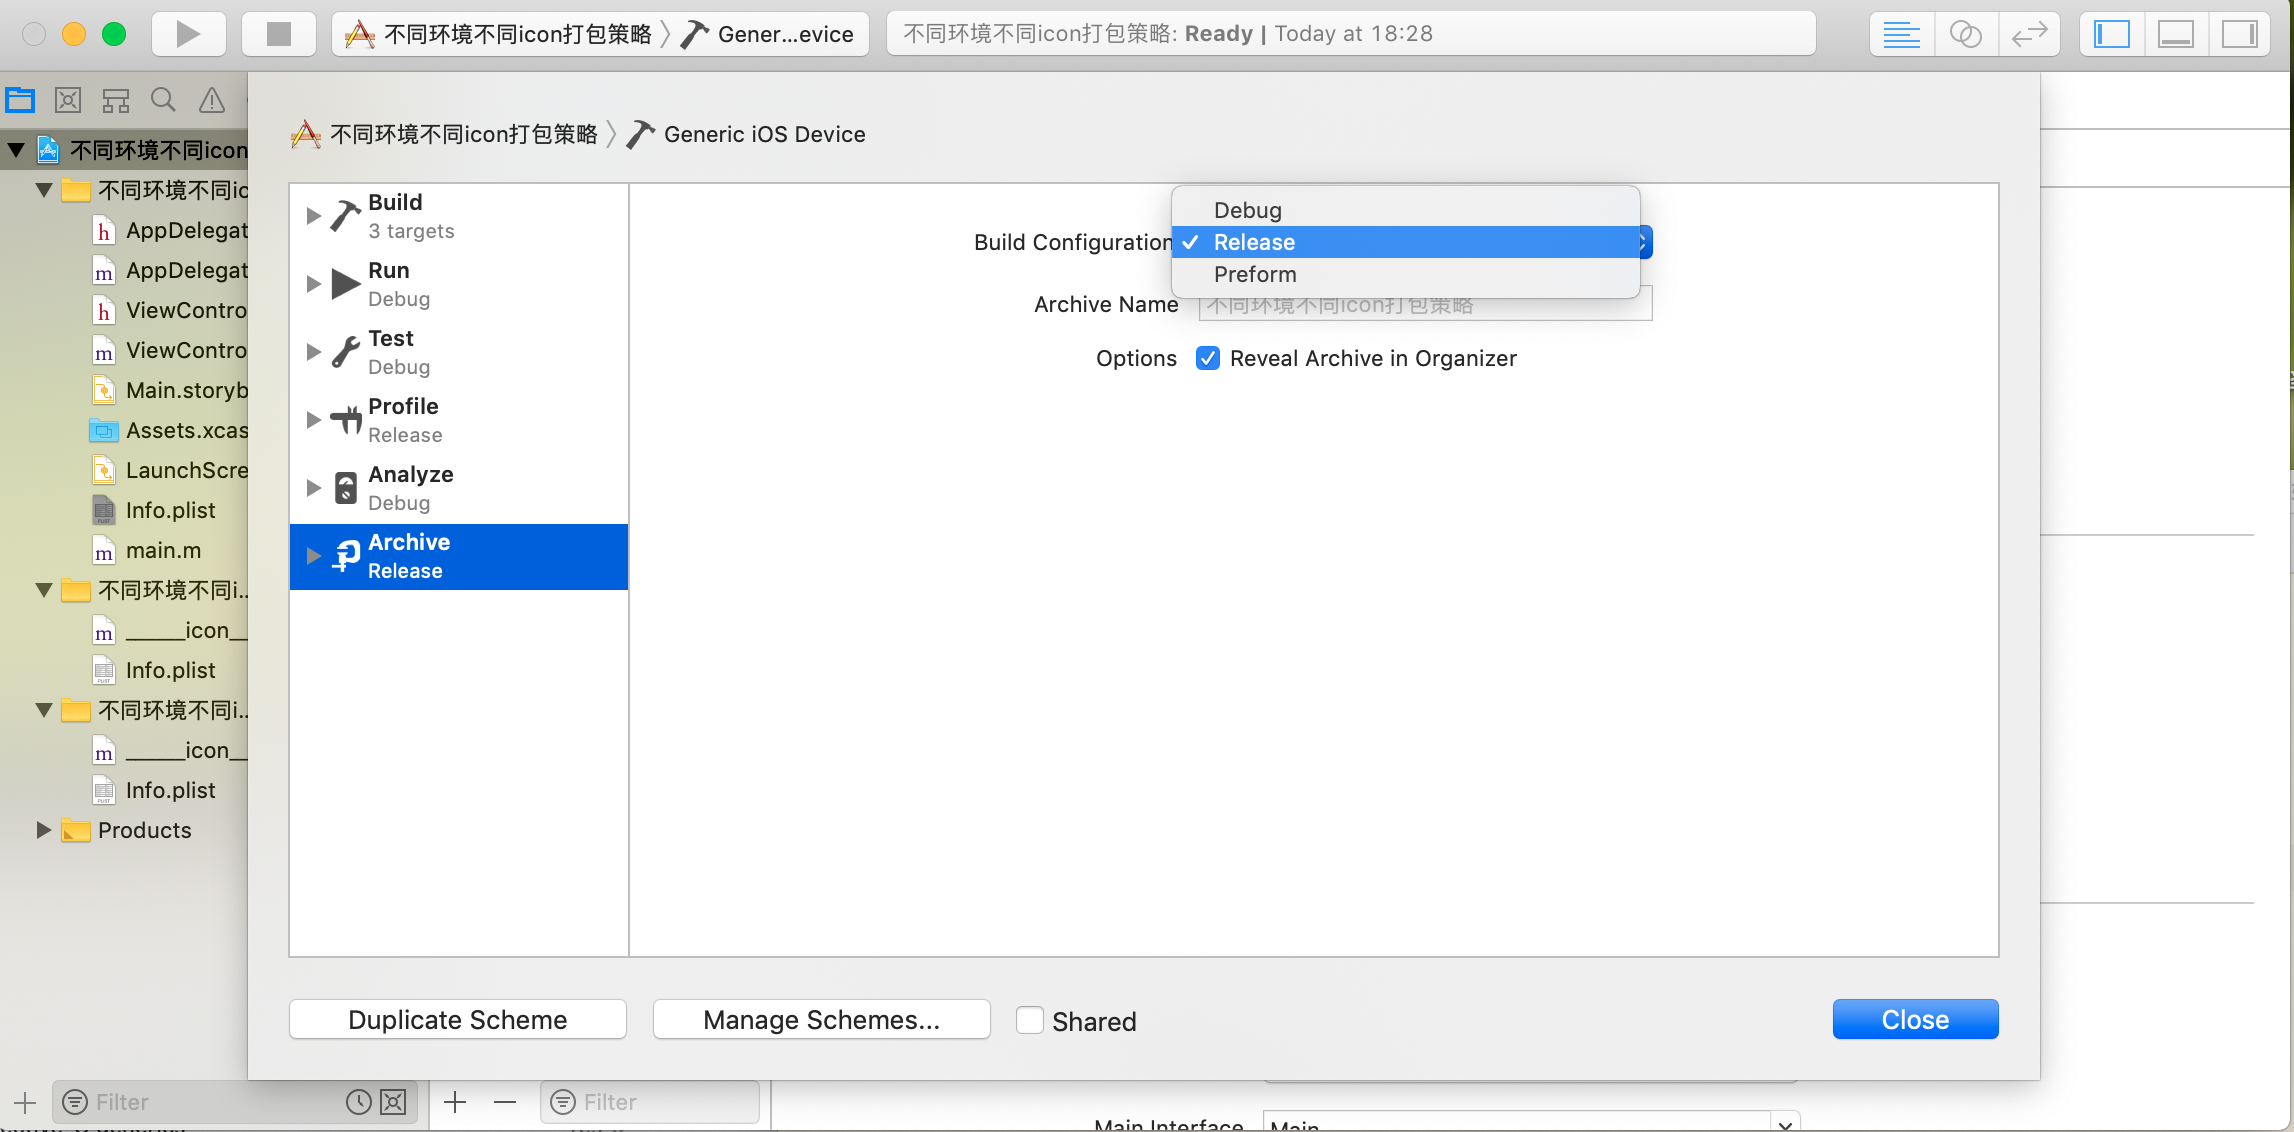 不同环境不同icon打包策略 Gener...evice
不同环境不同icon打包策略: Ready | Today at 18:28
不同环境不同icon打包策略 Generic iOS Device
不同环境不同icon
不同环境不同ic
AppDelegat
AppDelegat
ViewContro
ViewContro
Main.storyb
Assets.xcas
LaunchScre
Info.plist
main.m
不同环境不同i...
______icon__
Info.plist
不同环境不同i...
______icon__
Info.plist
Products
Build
3 targets
Run
Debug
Test
Debug
Profile
Release
Analyze
Debug
Archive
Release
Debug
Build Configuration
Release
Preform
Archive Name 不同环境不同icon打包策略
Options Reveal Archive in Organizer
Duplicate Scheme
Manage Schemes...
Shared
Close
Filter
Filter
Main Interface Main